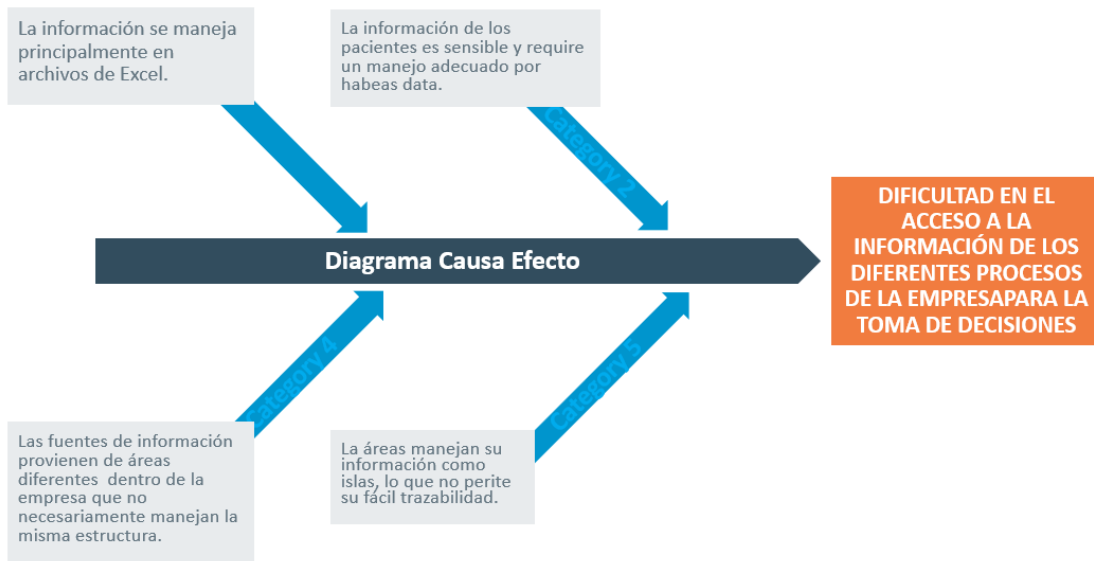 La información se maneja
principalmente en
archivos de Excel.
La información de los
pacientes es sensible y require
un manejo adecuado por
habeas data.
Category 2
Diagrama Causa Efecto
DIFICULTAD EN EL
ACCESO A LA
INFORMACIÓN DE LOS
DIFERENTES PROCESOS
DE LA EMPRESAPARA LA
TOMA DE DECISIONES
Category 4
Category 5
Las fuentes de información
provienen de áreas
diferentes dentro de la
empresa que no
necesariamente manejan la
misma estructura.
La áreas manejan su
información como
islas, lo que no perite
su fácil trazabilidad.